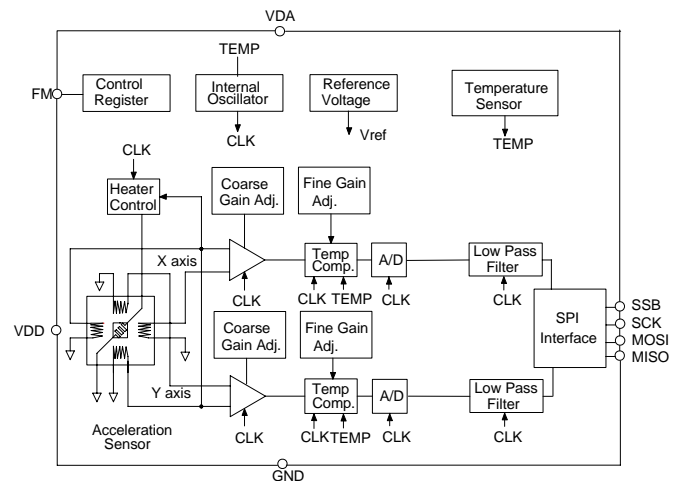 VDA
TEMP
FM
Control
Register
Internal
Oscillator
Reference
Voltage
Temperature
Sensor
CLK
Vref
TEMP
CLK
Heater
Control
Coarse
Gain Adj.
Fine Gain
Adj.
X axis
Temp
Comp.
A/D
Low Pass
Filter
CLK
CLK
TEMP
CLK
CLK
VDD
Coarse
Gain Adj.
Fine Gain
Adj.
SPI
Interface
SSB
SCK
MOSI
MISO
Y axis
Temp
Comp.
A/D
Low Pass
Filter
Acceleration
Sensor
CLK
CLK
TEMP
CLK
CLK
GND